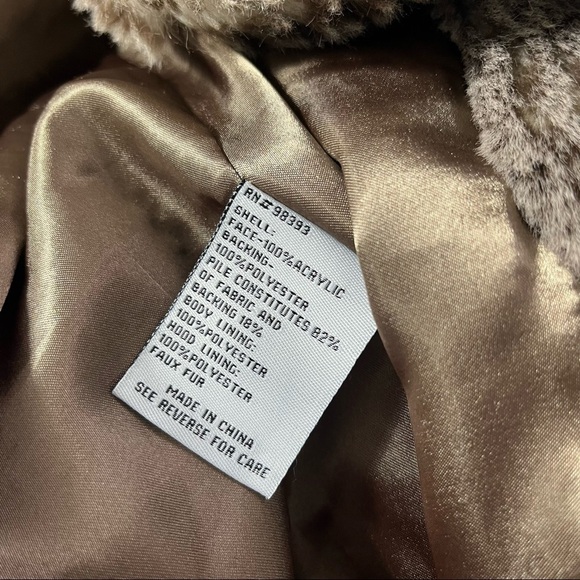 RN#98393
SHELL:
FACE-100%ACRYLIC
BACKING-
100%POLYESTER
PILE CONSTITUTES 82%
OF FABRIC AND
BACKING 18%
BODY LINING:
100%POLYESTER
HOOD LINING:
100%POLYESTER
FAUX FUR
MADE IN CHINA
SEE REVERSE FOR CARE